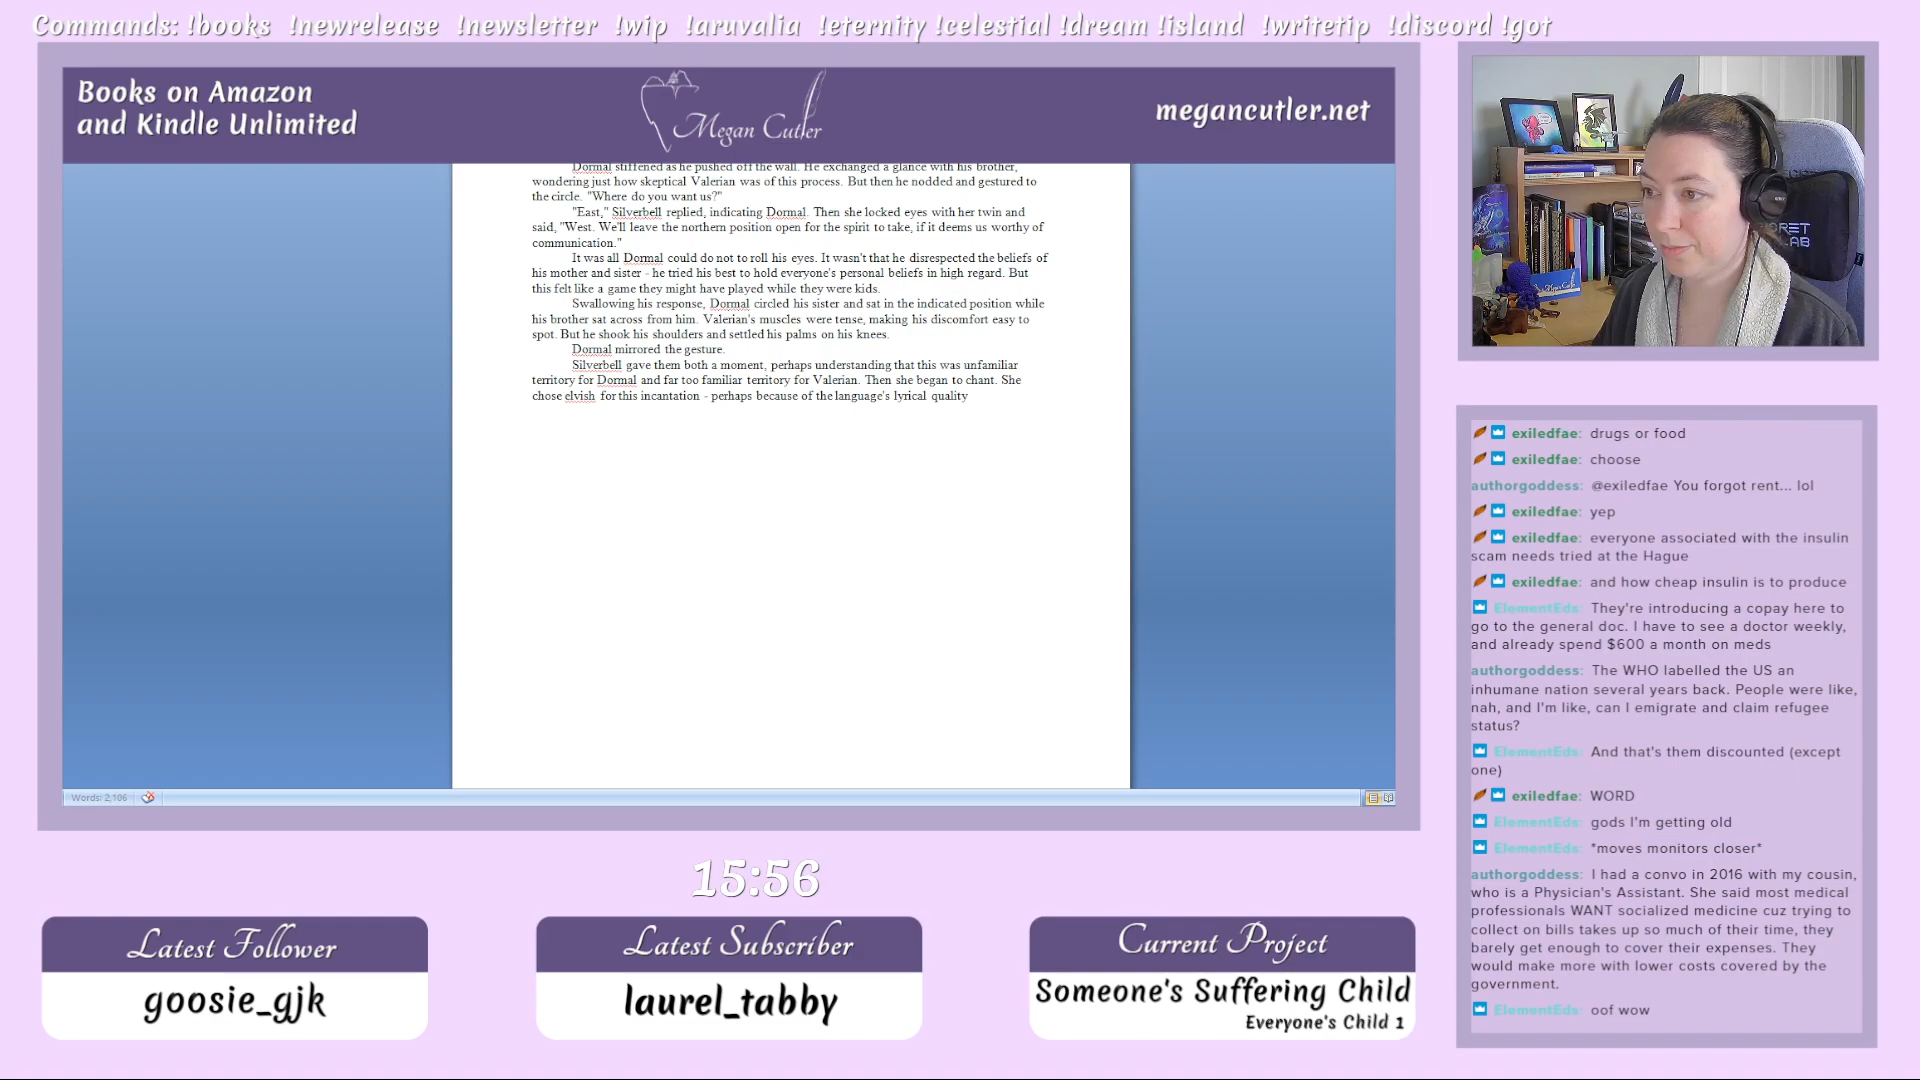 Commands: !books !newrelease !newsletter !wip !aruvalia !eternity !celestial !dream !island !writetip !discord !got
Books on Amazon
and Kindle Unlimited
Megan Cutler
megancutler.net
Dormal stiffened as he pushed off the wall. He exchanged a glance with his brother,
wondering just how skeptical Valerian was of this process. But then he nodded and gestured to
the circle. "Where do you want us?"
"East," Silverbell replied, indicating Dormal. Then she locked eyes with her twin and
said, "West. We'll leave the northern position open for the spirit to take, if it deems us worthy of
communication."
It was all Dormal could do not to roll his eyes. It wasn't that he disrespected the beliefs of
his mother and sister - he tried his best to hold everyone's personal beliefs in high regard. But
this felt like a game they might have played while they were kids.
Swallowing his response, Dormal circled his sister and sat in the indicated position while
his brother sat across from him. Valerian's muscles were tense, making his discomfort easy to
spot. But he shook his shoulders and settled his palms on his knees.
Dormal mirrored the gesture.
Silverbell gave them both a moment, perhaps understanding that this was unfamiliar
territory for Dormal and far too familiar territory for Valerian. Then she began to chant. She
chose elvish for this incantation - perhaps because of the language's lyrical quality
Words: 2,106
15:56
Latest Follower
goosie_gjk
Latest Subscriber
laurel_tabby
Current Project
Someone's Suffering Child
Everyone's Child 1
exiledfae: drugs or food
exiledfae: choose
authorgoddess: @exiledfae You forgot rent... lol
exiledfae: yep
exiledfae: everyone associated with the insulin
scam needs tried at the Hague
exiledfae: and how cheap insulin is to produce
ElementEds: They're introducing a copay here to
go to the general doc. I have to see a doctor weekly,
and already spend $600 a month on meds
authorgoddess: The WHO labelled the US an
inhumane nation several years back. People were like,
nah, and I'm like, can I emigrate and claim refugee
status?
ElementEds: And that's them discounted (except
one)
exiledfae: WORD
ElementEds: gods I'm getting old
ElementEds: *moves monitors closer*
authorgoddess: I had a convo in 2016 with my cousin,
who is a Physician's Assistant. She said most medical
professionals WANT socialized medicine cuz trying to
collect on bills takes up so much of their time, they
barely get enough to cover their expenses. They
would make more with lower costs covered by the
government.
ElementEds: oof wow